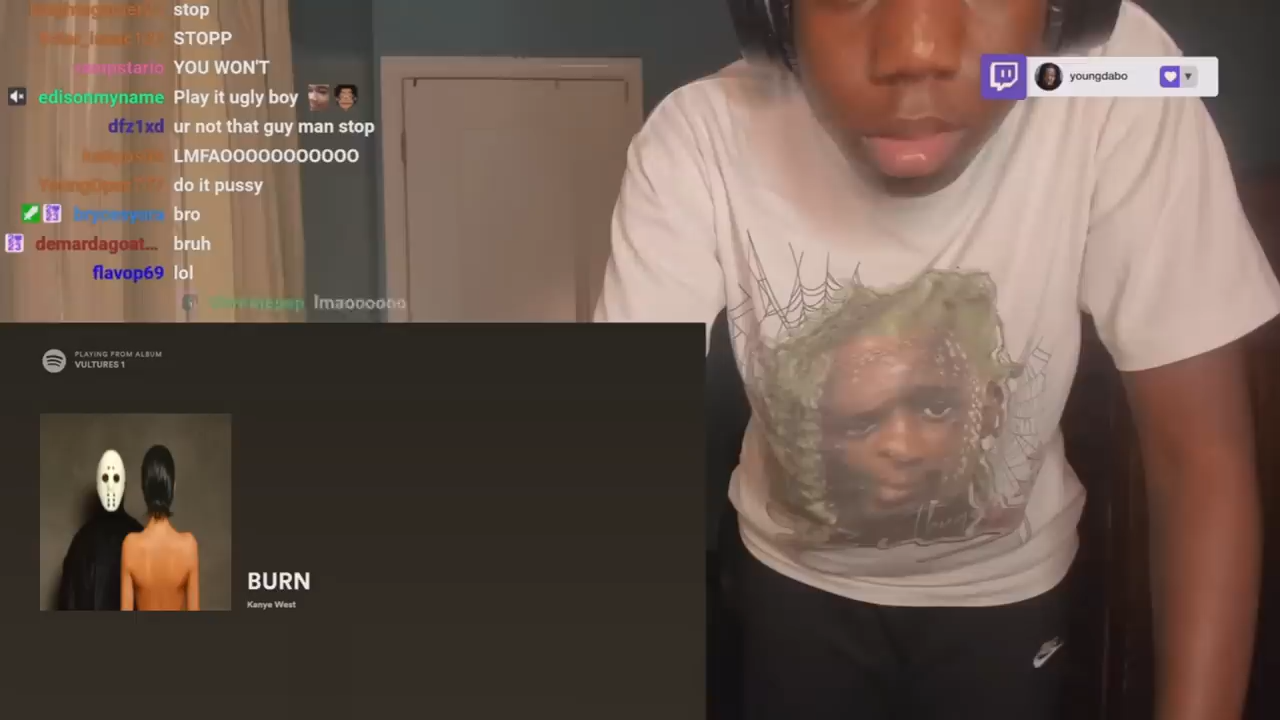 stop
STOPP
YOU WON'T
edisonmyname Play it ugly boy
dfz1xd ur not that guy man stop
LMFAOOOOOOOOOOO
do it pussy
bro
demardagoat... bruh
flavop69 lol
lmaoooooo
youngdabo
PLAYING FROM ALBUM
VULTURES 1
BURN
Kanye West